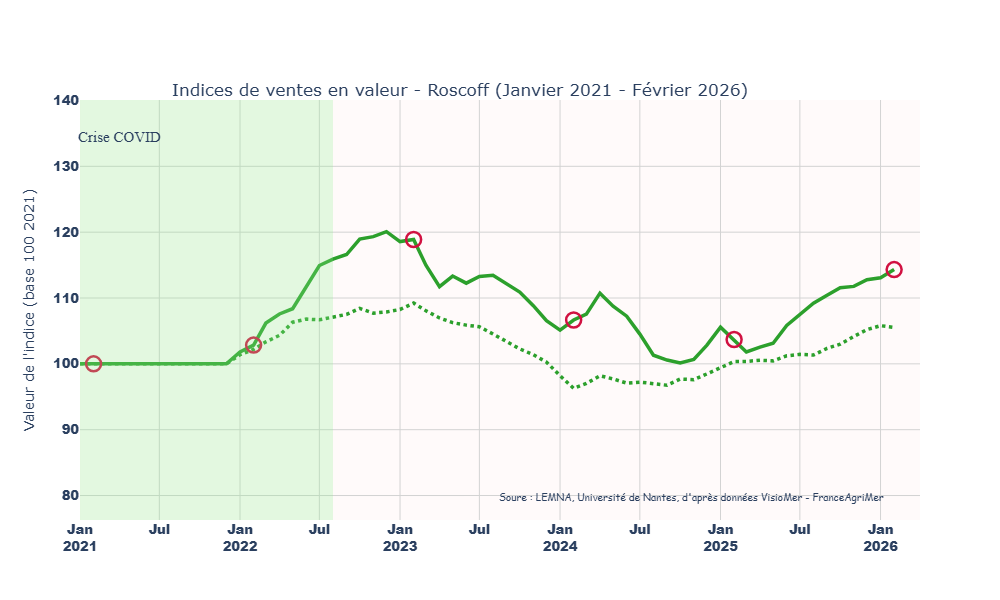 Indices de ventes en valeur - Roscoff (Janvier 2021 - Février 2026)
140
Crise COVID
130
120
110
100
90
80
Valeur de l'indice (base 100 2021)
Soure : LEMNA, Université de Nantes, d'après données VisioMer - FranceAgriMer
Jan Jul Jan Jul Jan Jul Jan Jul Jan Jul Jan
2021 2022 2023 2024 2025 2026